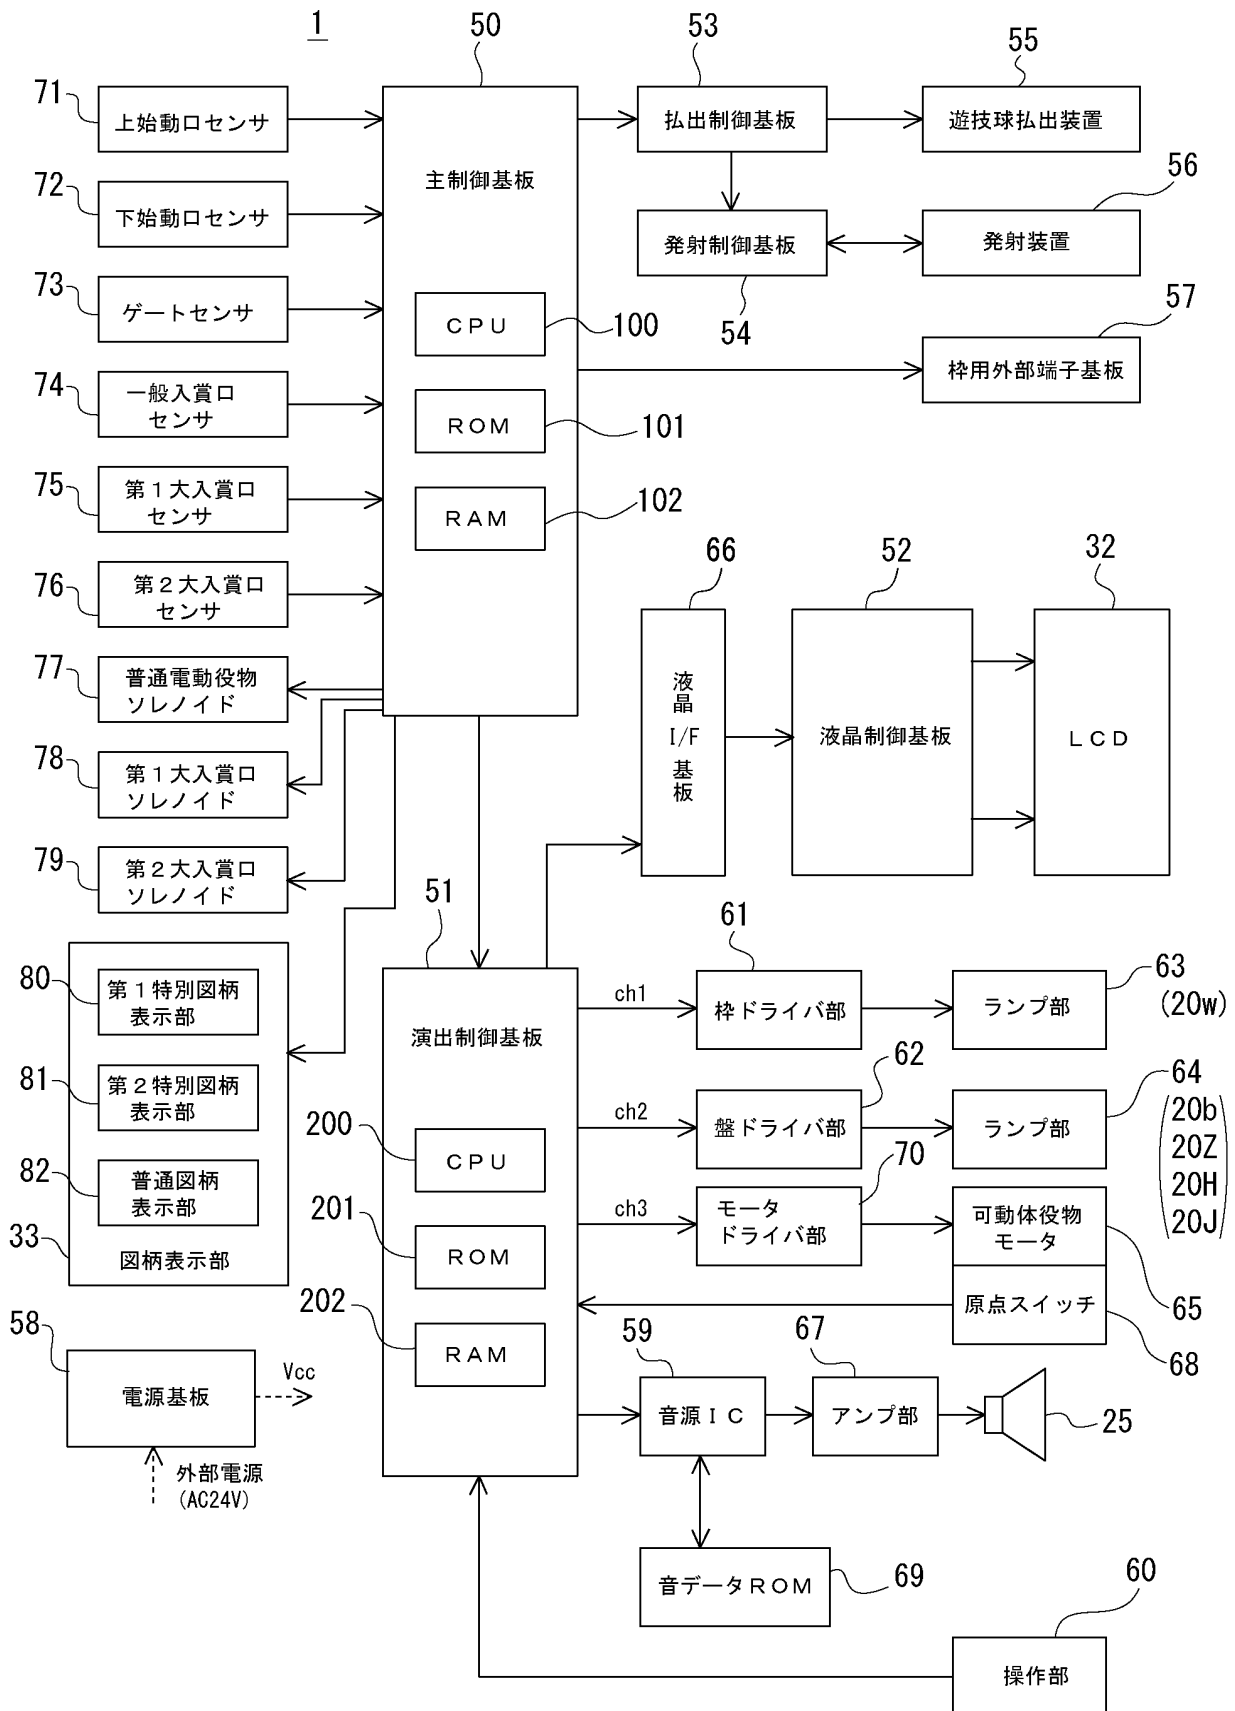 1
50
53
55
71
上始動口センサ
払出制御基板
遊技球払出装置
72
下始動口センサ
主制御基板
56
発射制御基板
発射装置
54
73
ゲートセンサ
57
CPU
100
枠用外部端子基板
74
一般入賞口
センサ
ROM
101
75
第1大入賞口
センサ
RAM
102
76
第2大入賞口
センサ
66
52
32
77
普通電動役物
ソレノイド
液晶
I/F
基板
液晶制御基板
LCD
78
第1大入賞口
ソレノイド
79
第2大入賞口
ソレノイド
51
61
63
(20w)
80
第1特別図柄
表示部
演出制御基板
ch1
枠ドライバ部
ランプ部
62
64
81
第2特別図柄
表示部
ch2
盤ドライバ部
ランプ部
20b
20Z
20H
20J
200
CPU
70
82
普通図柄
表示部
ch3
モータ
ドライバ部
可動体役物
モータ
65
201
ROM
33
図柄表示部
原点スイッチ
68
202
RAM
58
電源基板
Vcc
外部電源
(AC24V)
59
音源IC
67
アンプ部
25
音データROM
69
60
操作部